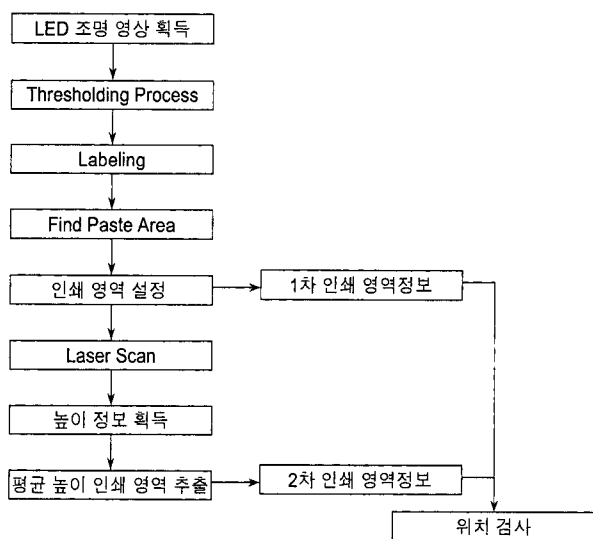 LED 조명 영상 획득
Thresholding Process
Labeling
Find Paste Area
인쇄 영역 설정
1차 인쇄 영역정보
Laser Scan
높이 정보 획득
평균 높이 인쇄 영역 추출
2차 인쇄 영역정보
위치 검사